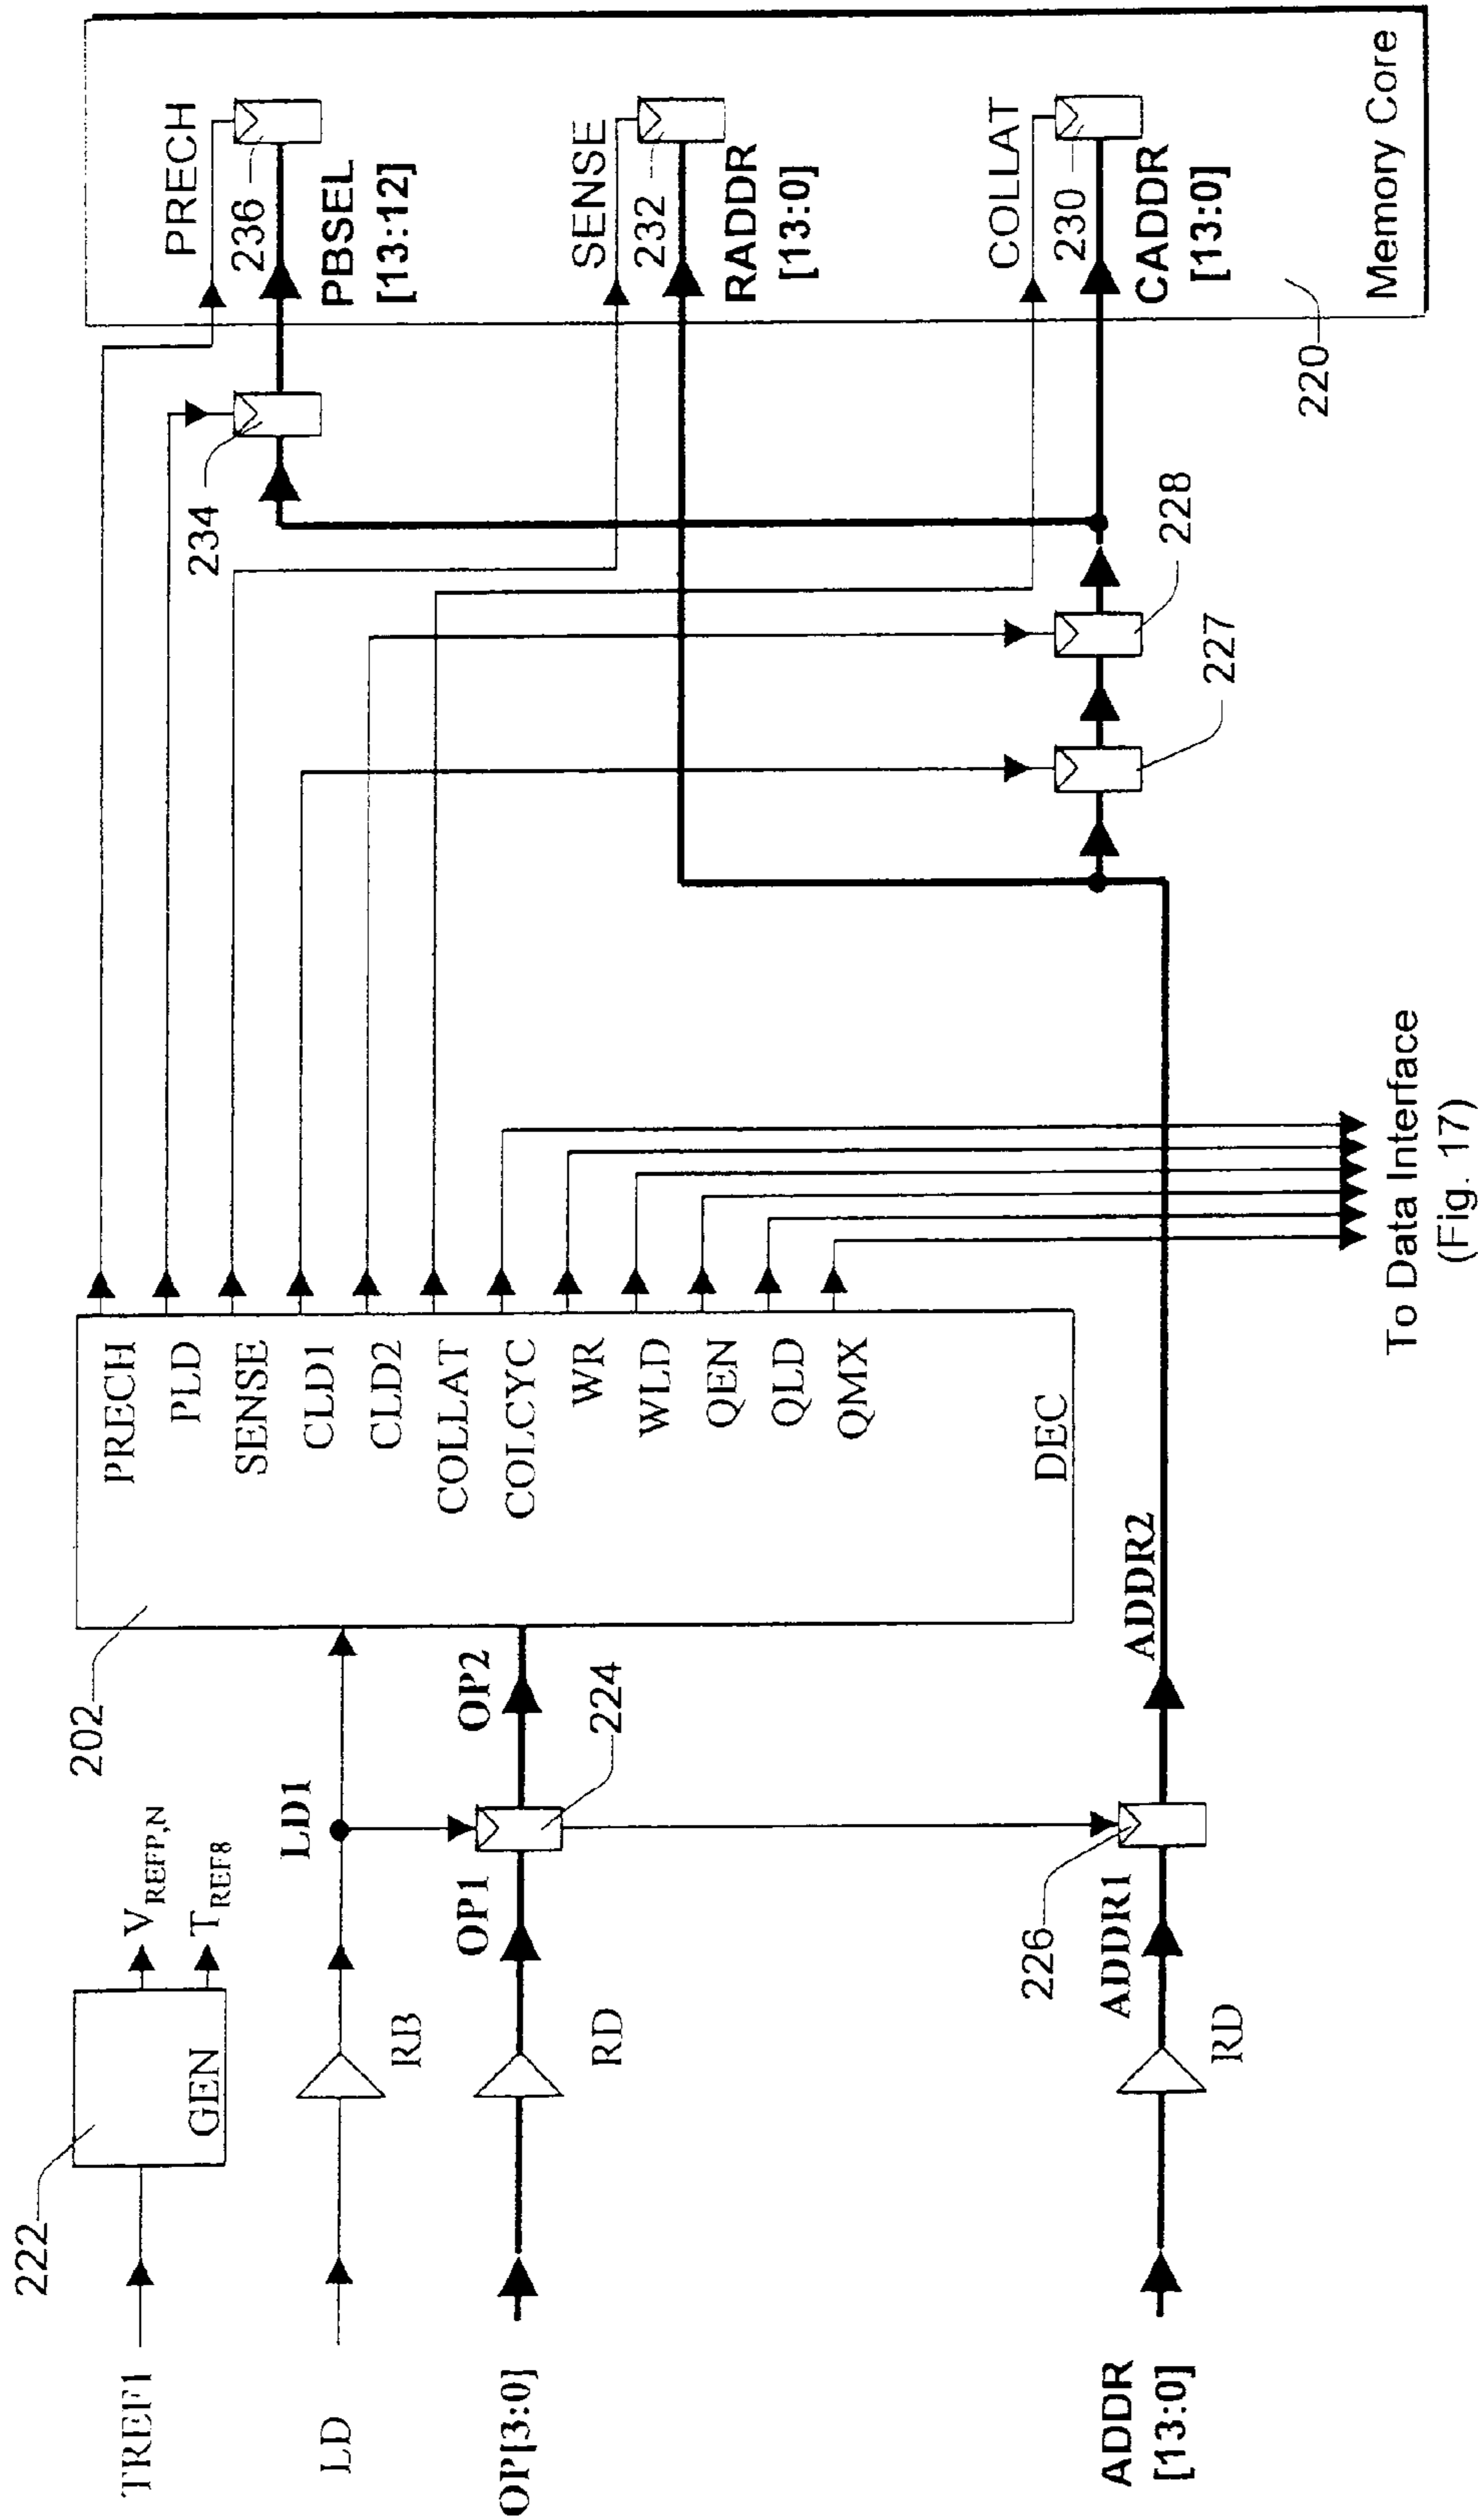 TREF1
222
GEN
V REFP,N
T REF8
LD
RB
LD1
OP[3:0]
RD
OP1
OP2
224
ADDR
[13:0]
RD
ADDR1
226
ADDR2
202
PRECH
PLD
SENSE
CLD1
CLD2
COLLAT
COLCYC
WR
WLD
QEN
QLD
QMX
DEC
To Data Interface
(Fig. 17)
227
228
234
PRECH
236
PBSEL
[13:12]
SENSE
232
RADDR
[13:0]
COLLAT
230
CADDR
[13:0]
220
Memory Core